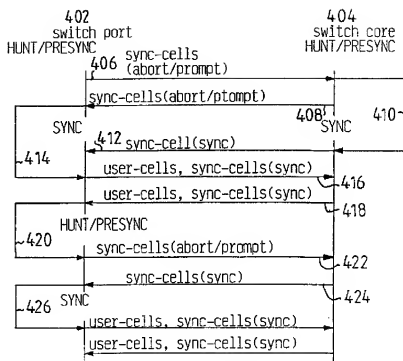 402 404
switch port switch core
HUNT/PRESYNC HUNT/PRESYNC
406 sync-cells
(abort/prompt)
sync-cells(abort/ptompt)
408 410
SYNC 412 SYNC
sync-cell(sync)
414 user-cells, sync-cells(sync)
416
user-cells, sync-cells(sync)
418
420 HUNT/PRESYNC
sync-cells(abort/prompt)
422
sync-cells(sync)
424
426 SYNC
user-cells, sync-cells(sync)
user-cells, sync-cells(sync)